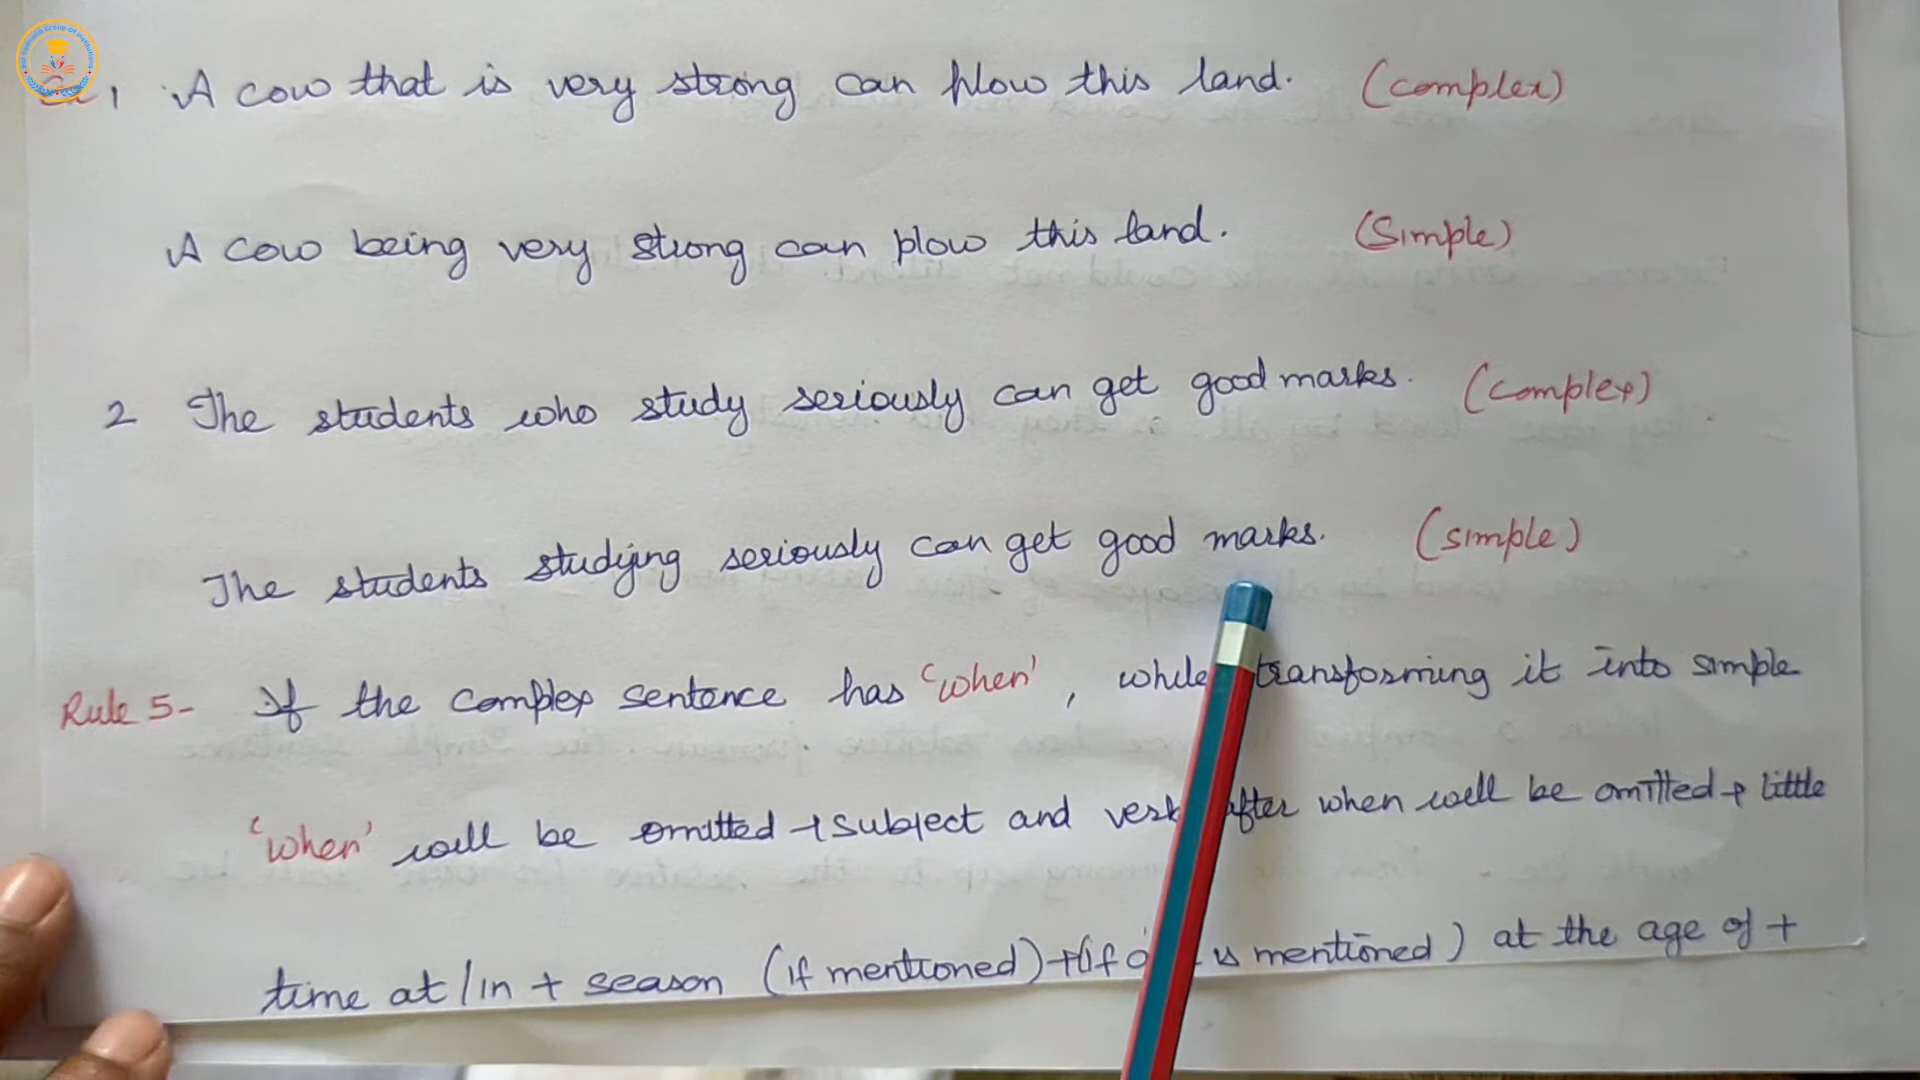 Ex 1 A cow that is very strong can plow this land. (complex)
A cow being very strong can plow this land. (Simple)
2 The students who study seriously can get good marks. (complex)
The students studying seriously can get good marks. (simple)
Rule 5- If the complex sentence has 'when', while transforming it into simple
'when' will be omitted + subject and verb after when will be omitted + little
time at/in + season (if mentioned) + (if is mentioned) at the age of +